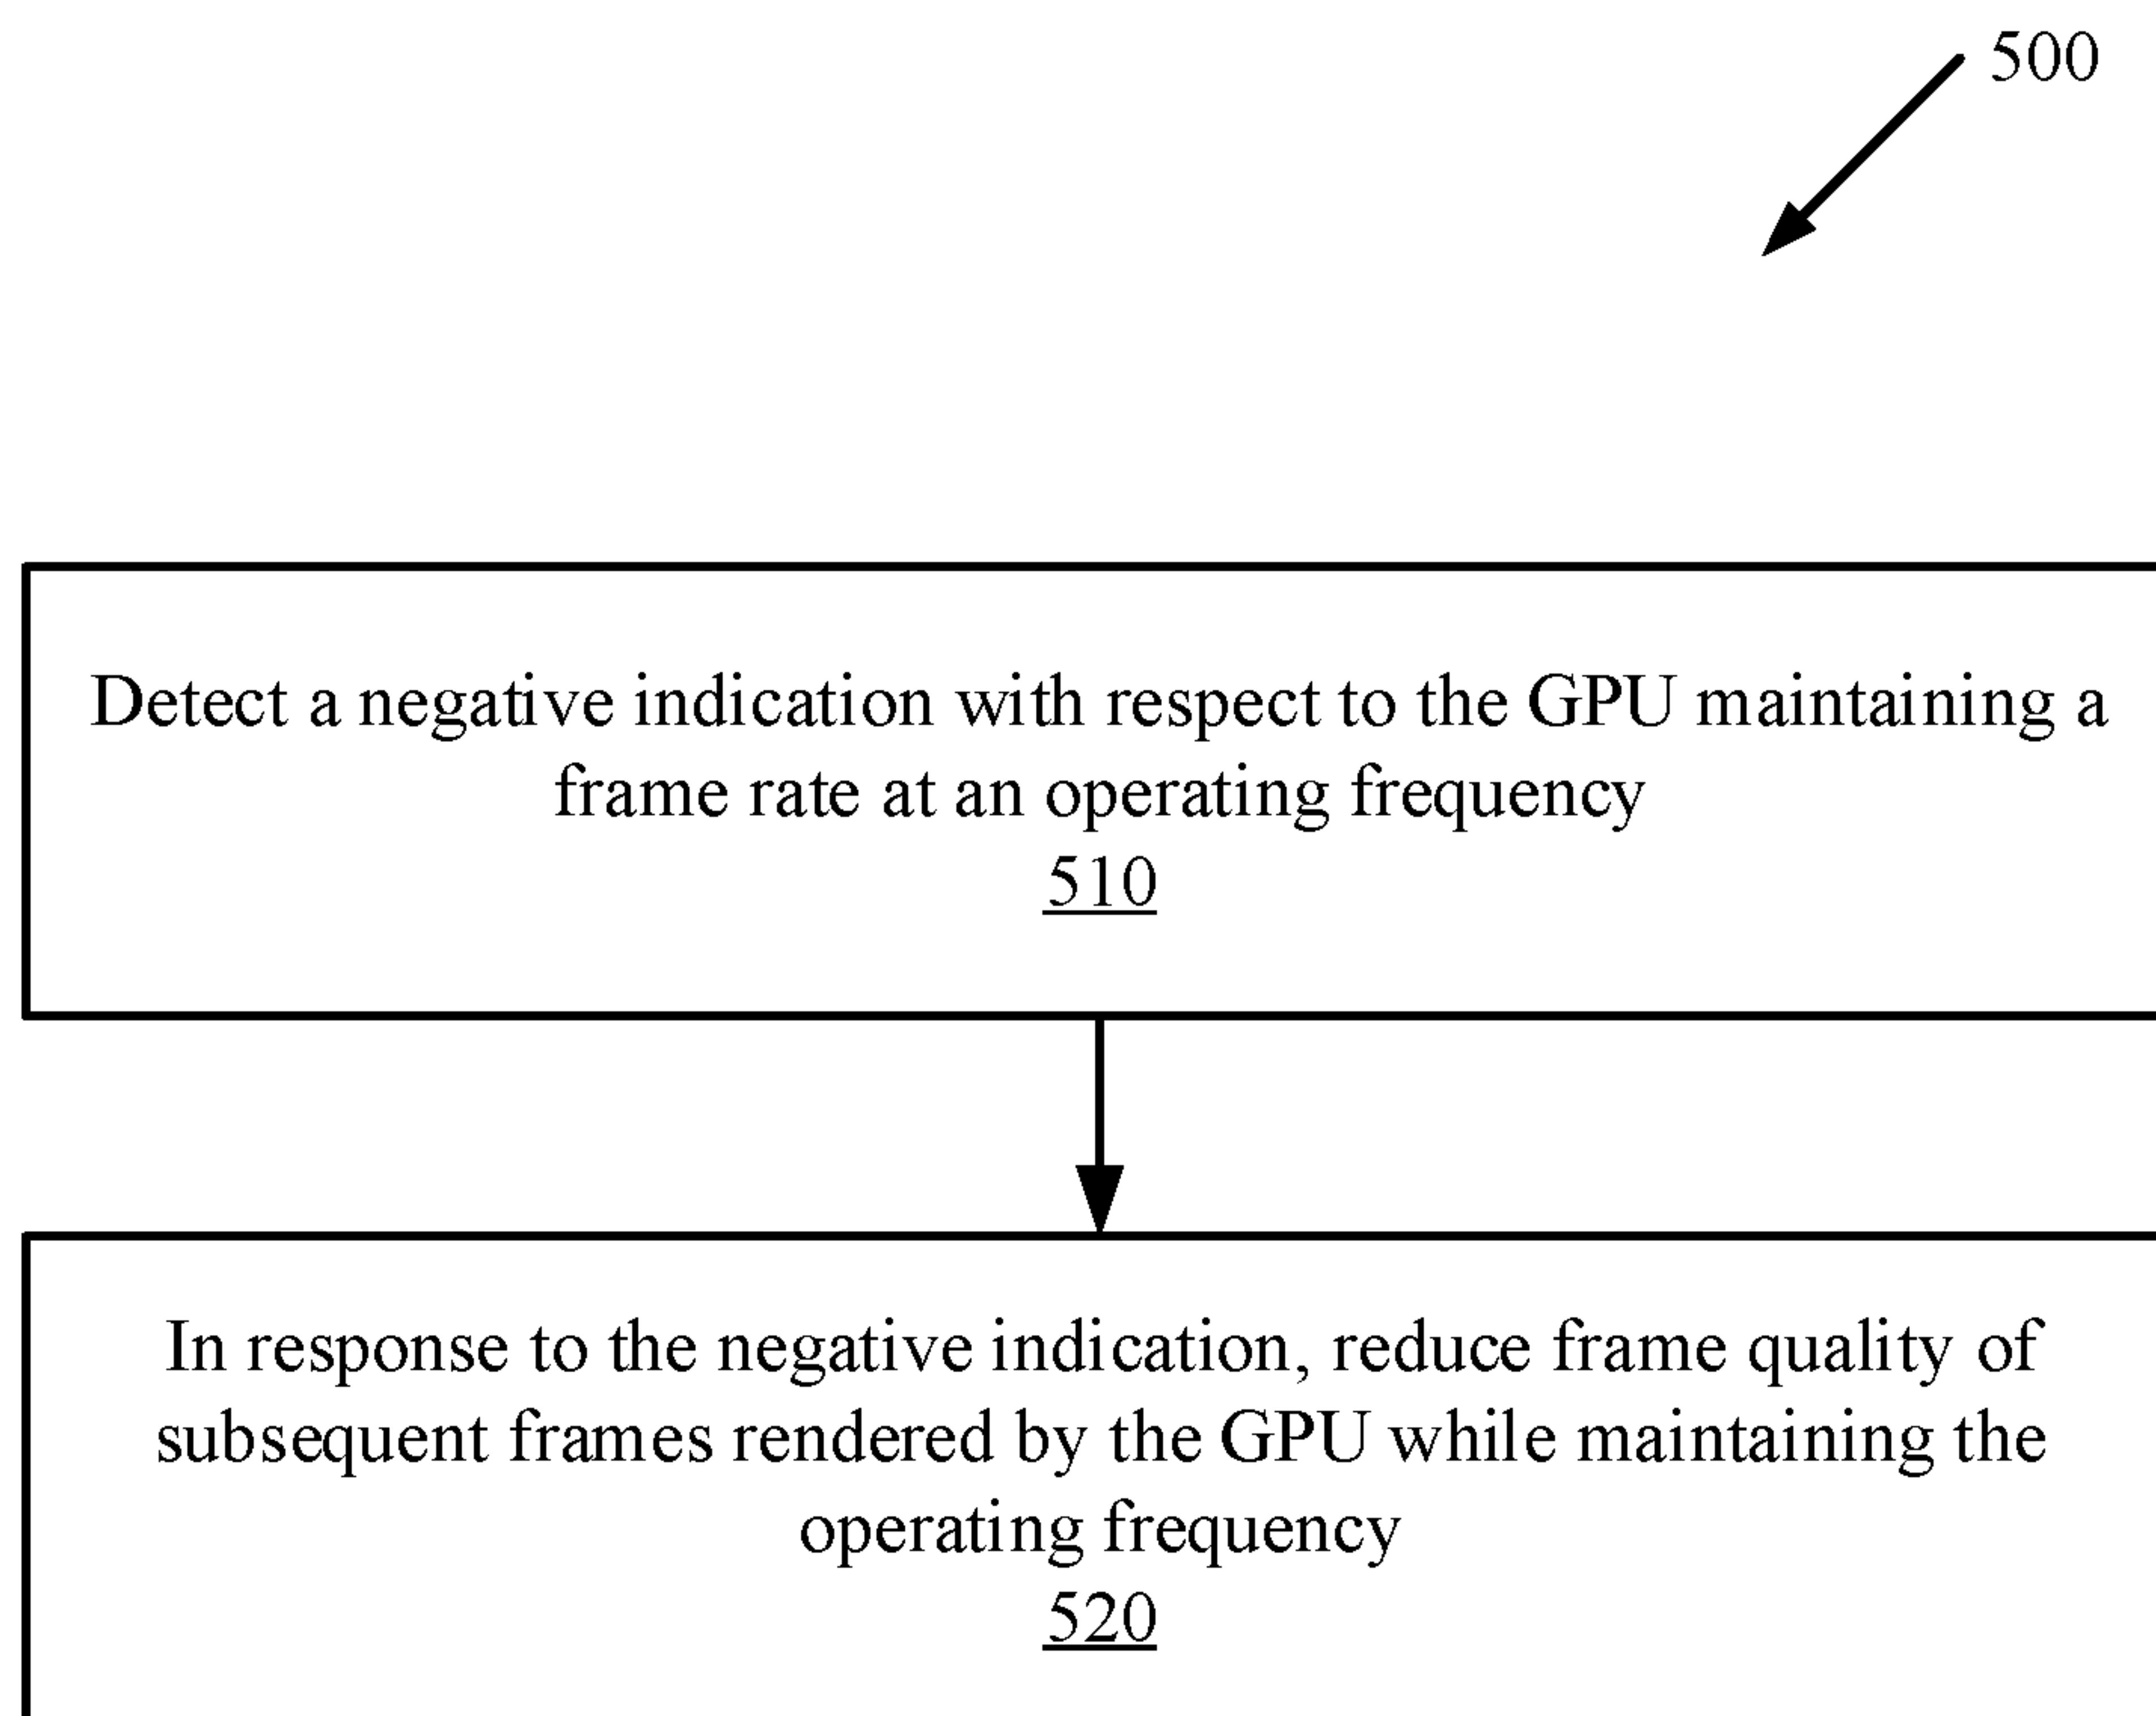 500
Detect a negative indication with respect to the GPU maintaining a
frame rate at an operating frequency
510
In response to the negative indication, reduce frame quality of
subsequent frames rendered by the GPU while maintaining the
operating frequency
520